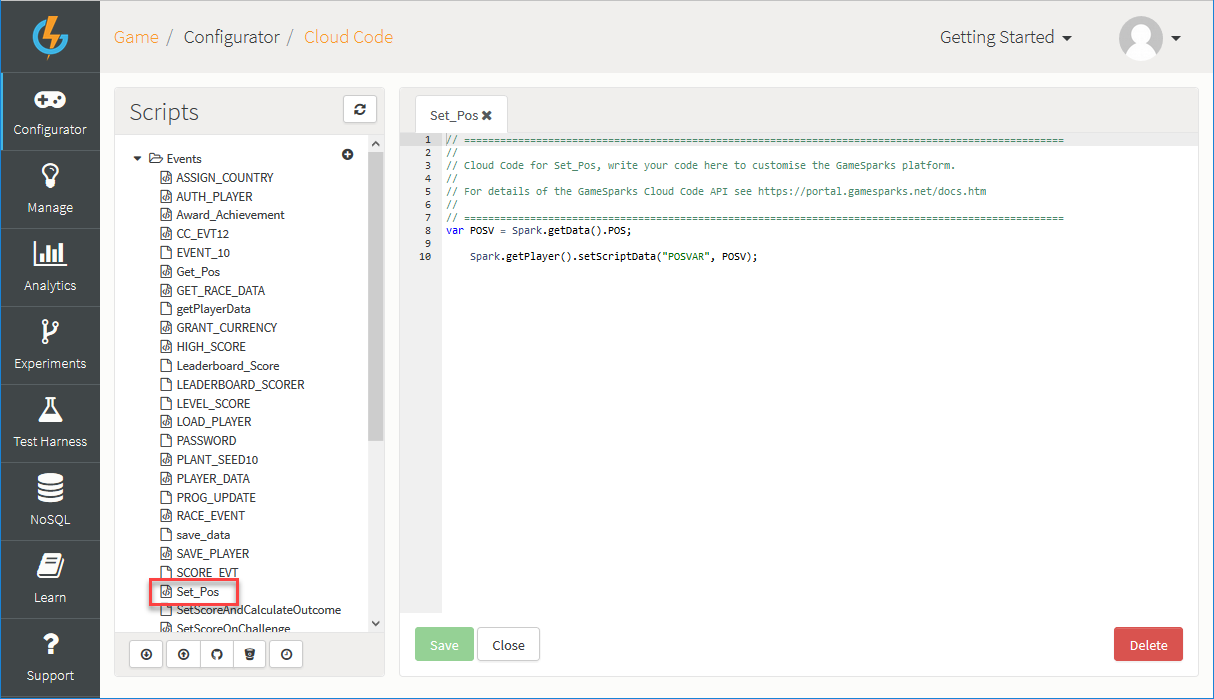 Game / Configurator / Cloud Code
Getting Started
Configurator
Manage
Analytics
Experiments
Test Harness
NoSQL
Learn
Support
Scripts
Events
ASSIGN_COUNTRY
AUTH_PLAYER
Award_Achievement
CC_EVT12
EVENT_10
Get_Pos
GET_RACE_DATA
getPlayerData
GRANT_CURRENCY
HIGH_SCORE
Leaderboard_Score
LEADERBOARD_SCORER
LEVEL_SCORE
LOAD_PLAYER
PASSWORD
PLANT_SEED10
PLAYER_DATA
PROG_UPDATE
RACE_EVENT
save_data
SAVE_PLAYER
SCORE_EVT
Set_Pos
SetScoreAndCalculateOutcome
SetScoreOnChallenge
Set_Pos
1 // ====================================================================================================
2 //
3 // Cloud Code for Set_Pos, write your code here to customise the GameSparks platform.
4 //
5 // For details of the GameSparks Cloud Code API see https://portal.gamesparks.net/docs.htm
6 //
7 // ====================================================================================================
8 var POSV = Spark.getData().POS;
9
10 Spark.getPlayer().setScriptData("POSVAR", POSV);
Save
Close
Delete